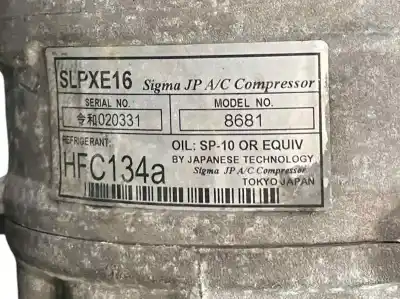 SLPXE16 Sigma JP A/C Compressor
SERIAL NO. MODEL NO.
令和020331 8681
REFRIGERANT: OIL: SP-10 OR EQUIV
HFC134a BY JAPANESE TECHNOLOGY
Sigma JP A/C Compressor
TOKYO JAPAN